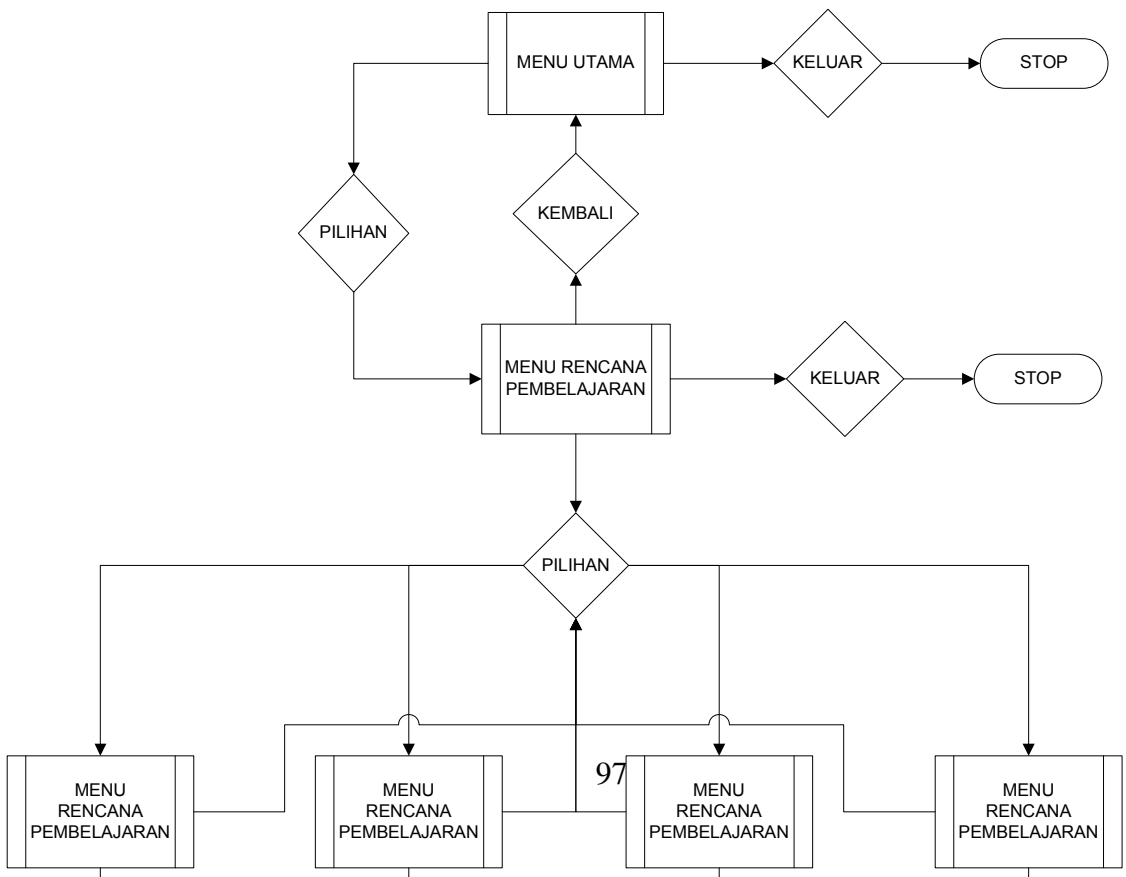 MENU UTAMA
KELUAR
STOP
PILIHAN
KEMBALI
MENU RENCANA
PEMBELAJARAN
KELUAR
STOP
PILIHAN
97
MENU
RENCANA
PEMBELAJARAN
MENU
RENCANA
PEMBELAJARAN
MENU
RENCANA
PEMBELAJARAN
MENU
RENCANA
PEMBELAJARAN